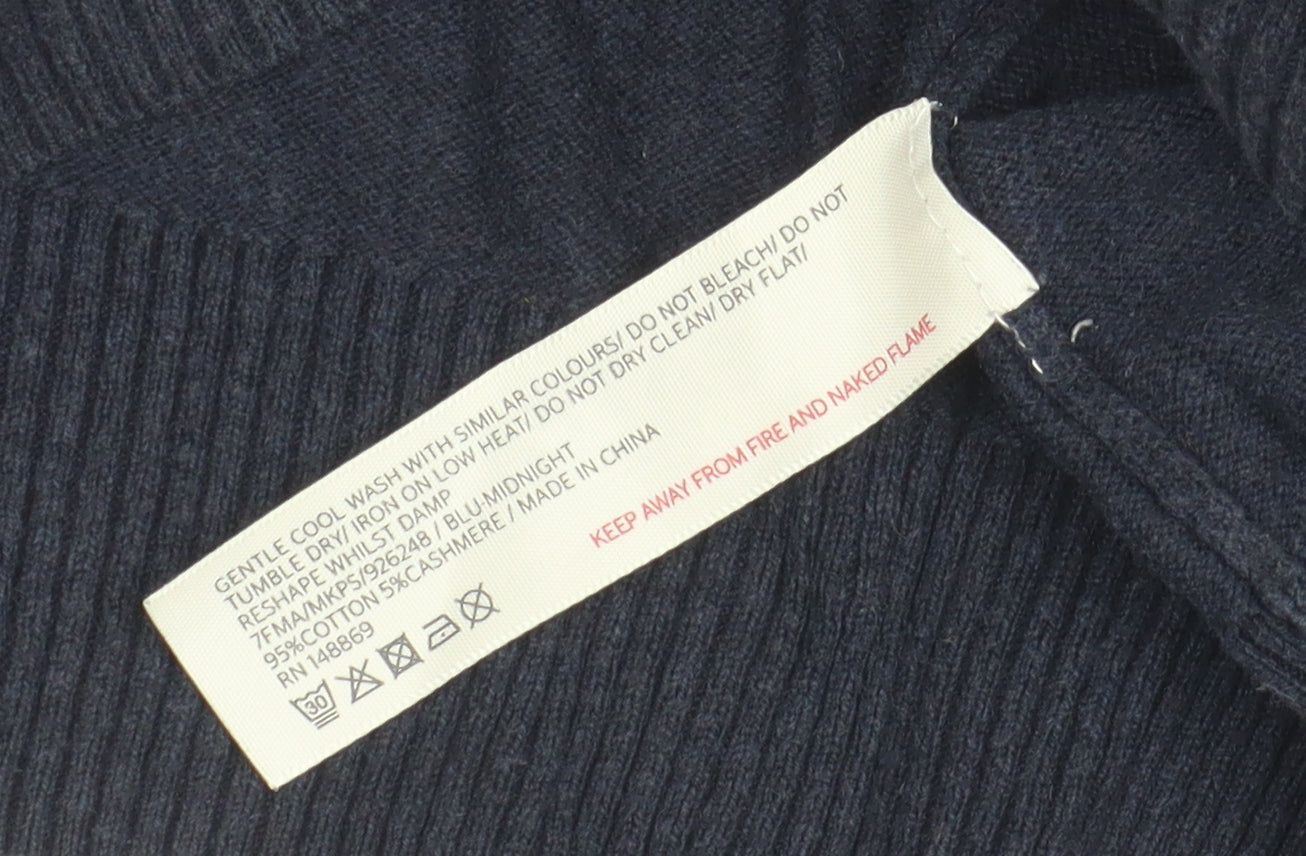 GENTLE COOL WASH WITH SIMILAR COLOURS/ DO NOT BLEACH/ DO NOT
TUMBLE DRY/ IRON ON LOW HEAT/ DO NOT DRY CLEAN/ DRY FLAT/
RESHAPE WHILST DAMP
7FMA/MKPS/926248 / BLU-MIDNIGHT
95%COTTON 5%CASHMERE / MADE IN CHINA
RN 148869
30
KEEP AWAY FROM FIRE AND NAKED FLAME